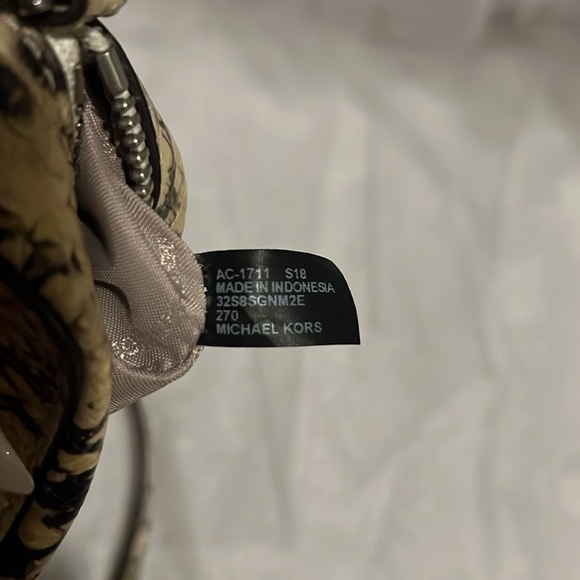 AC-1711 S18
MADE IN INDONESIA
32S8SGNM2E
270
MICHAEL KORS